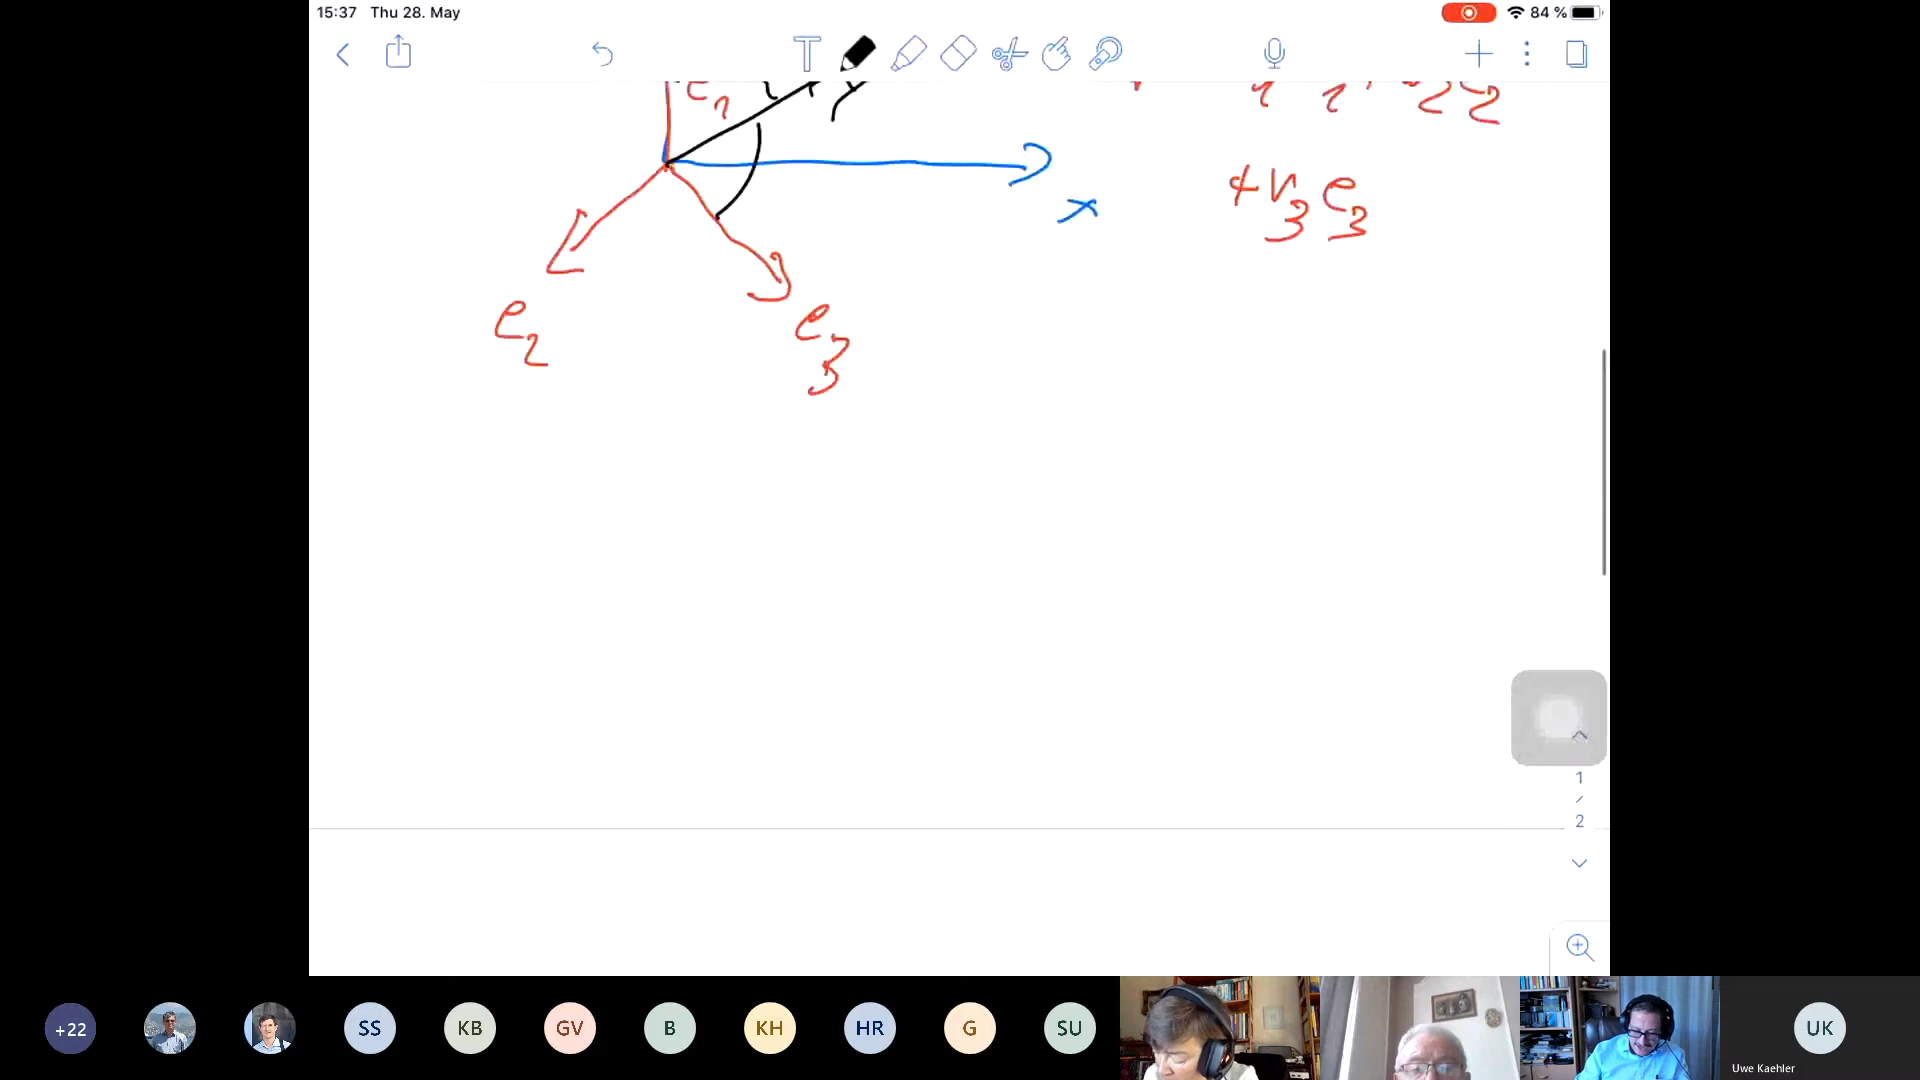 15:37 Thu 28. May 84 %
T
e1
x
+v3 e3
e2
e3
1
/
2
+22 SS KB GV B KH HR G SU UK
Uwe Kaehler